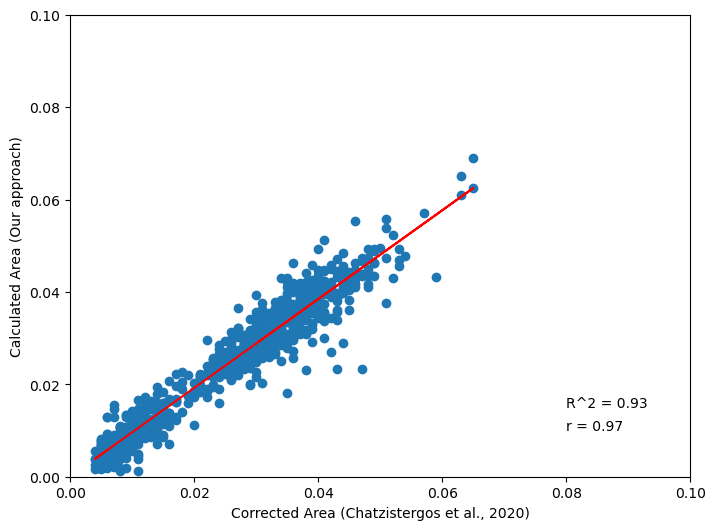 0.10
0.08
0.06
0.04
0.02
0.00
Calculated Area (Our approach)
R^2 = 0.93
r = 0.97
0.00 0.02 0.04 0.06 0.08 0.10
Corrected Area (Chatzistergos et al., 2020)